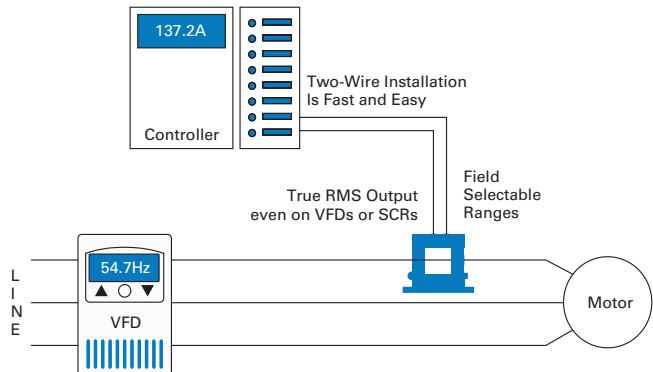 137.2A
Controller
Two-Wire Installation
Is Fast and Easy
True RMS Output
even on VFDs or SCRs
Field
Selectable
Ranges
L
I
N
E
54.7Hz
VFD
Motor